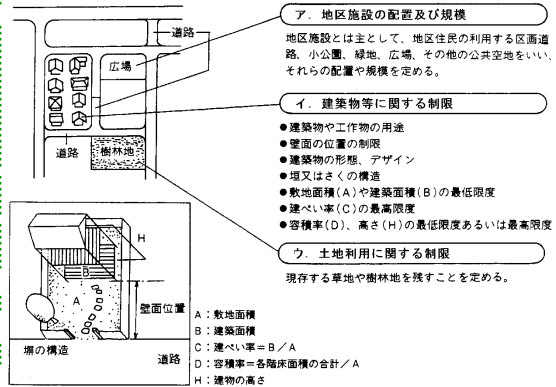 道路
広場
道路
樹林地
ア．地区施設の配置及び規模
地区施設とは主として、地区住民の利用する区画道
路、小公園、緑地、広場、その他の公共空地をいい、
それらの配置や規模を定める。
イ．建築物等に関する制限
●建築物や工作物の用途
●壁面の位置の制限
●建築物の形態、デザイン
●垣又はさくの構造
●敷地面積(A)や建築面積(B)の最低限度
●建ぺい率(C)の最高限度
●容積率(D)、高さ(H)の最低限度あるいは最高限度
ウ．土地利用に関する制限
現存する草地や樹林地を残すことを定める。
H
B
A
壁面位置
塀の構造
道路
A：敷地面積
B：建築面積
C：建ぺい率＝B／A
D：容積率＝各階床面積の合計／A
H：建物の高さ